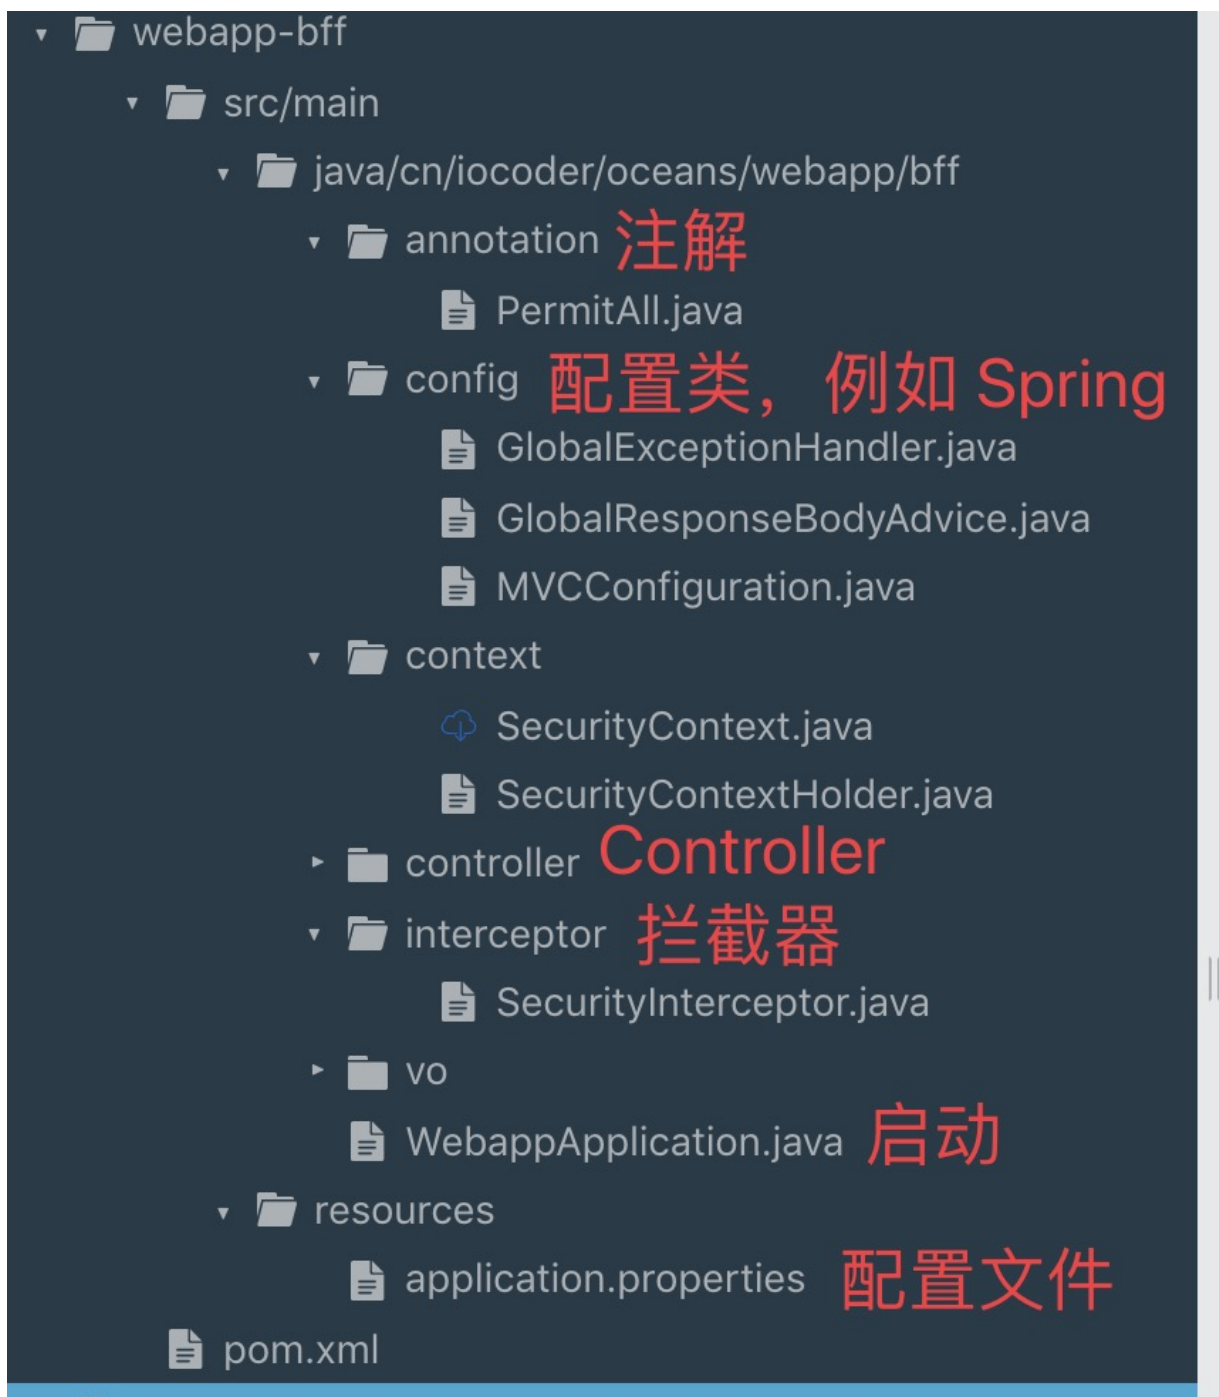 webapp-bff
src/main
java/cn/iocoder/oceans/webapp/bff
annotation 注解
PermitAll.java
config 配置类，例如 Spring
GlobalExceptionHandler.java
GlobalResponseBodyAdvice.java
MVCConfiguration.java
context
SecurityContext.java
SecurityContextHolder.java
controller Controller
interceptor 拦截器
SecurityInterceptor.java
vo
WebappApplication.java 启动
resources
application.properties 配置文件
pom.xml